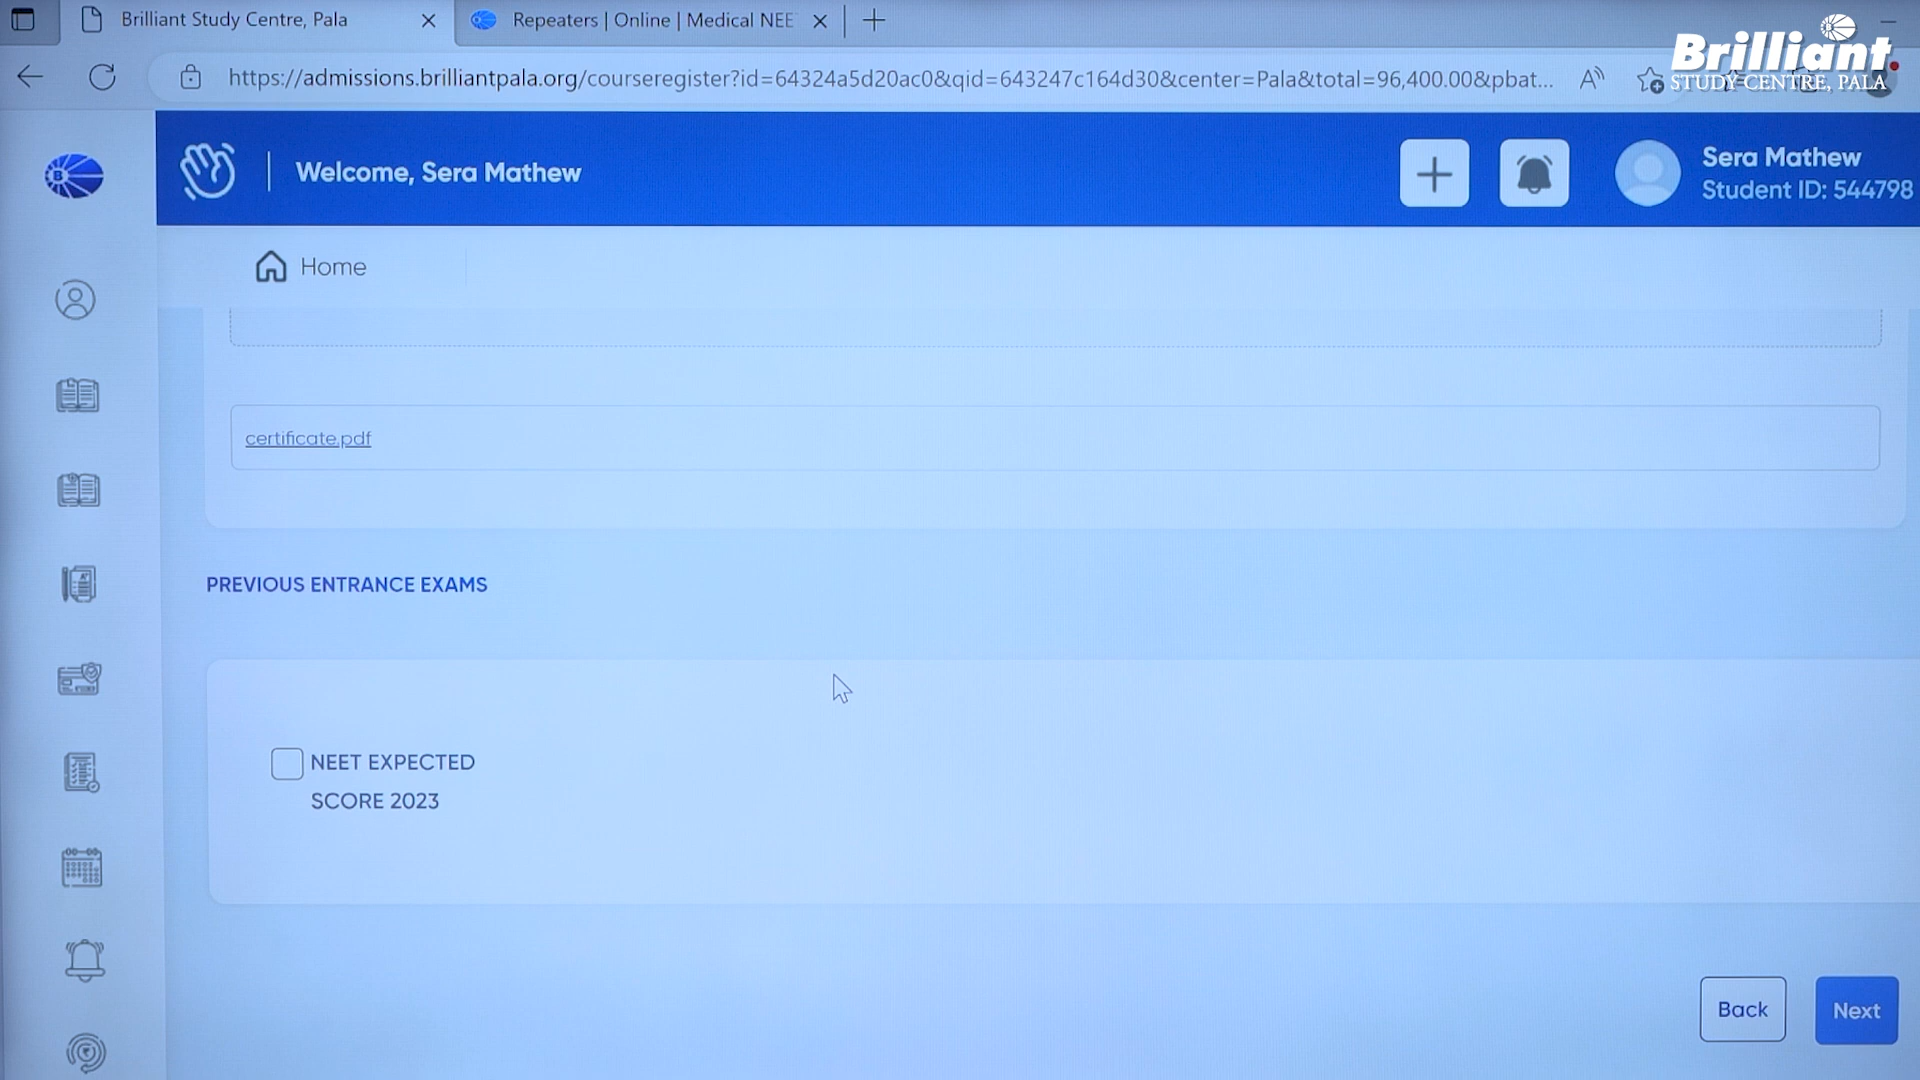 Brilliant Study Centre, Pala
Repeaters | Online | Medical NEE
https://admissions.brilliantpala.org/courseregister?id=64324a5d20ac0&qid=643247c164d30&center=Pala&total=96,400.00&pbat...
Brilliant
STUDY CENTRE, PALA
B
Welcome, Sera Mathew
Sera Mathew
Student ID: 544798
Home
certificate.pdf
PREVIOUS ENTRANCE EXAMS
NEET EXPECTED
SCORE 2023
Back
Next